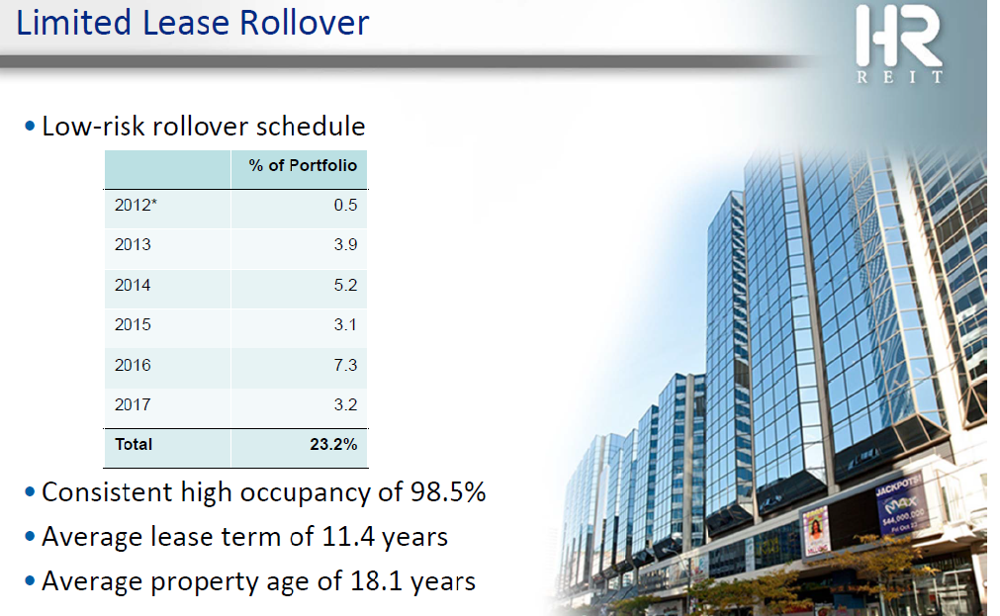 Limited Lease Rollover
HR
REIT
• Low-risk rollover schedule
% of Portfolio
2012* 0.5
2013 3.9
2014 5.2
2015 3.1
2016 7.3
2017 3.2
Total 23.2%
• Consistent high occupancy of 98.5%
• Average lease term of 11.4 years
• Average property age of 18.1 years
JACKPOTS!
MAX
$44,000,000